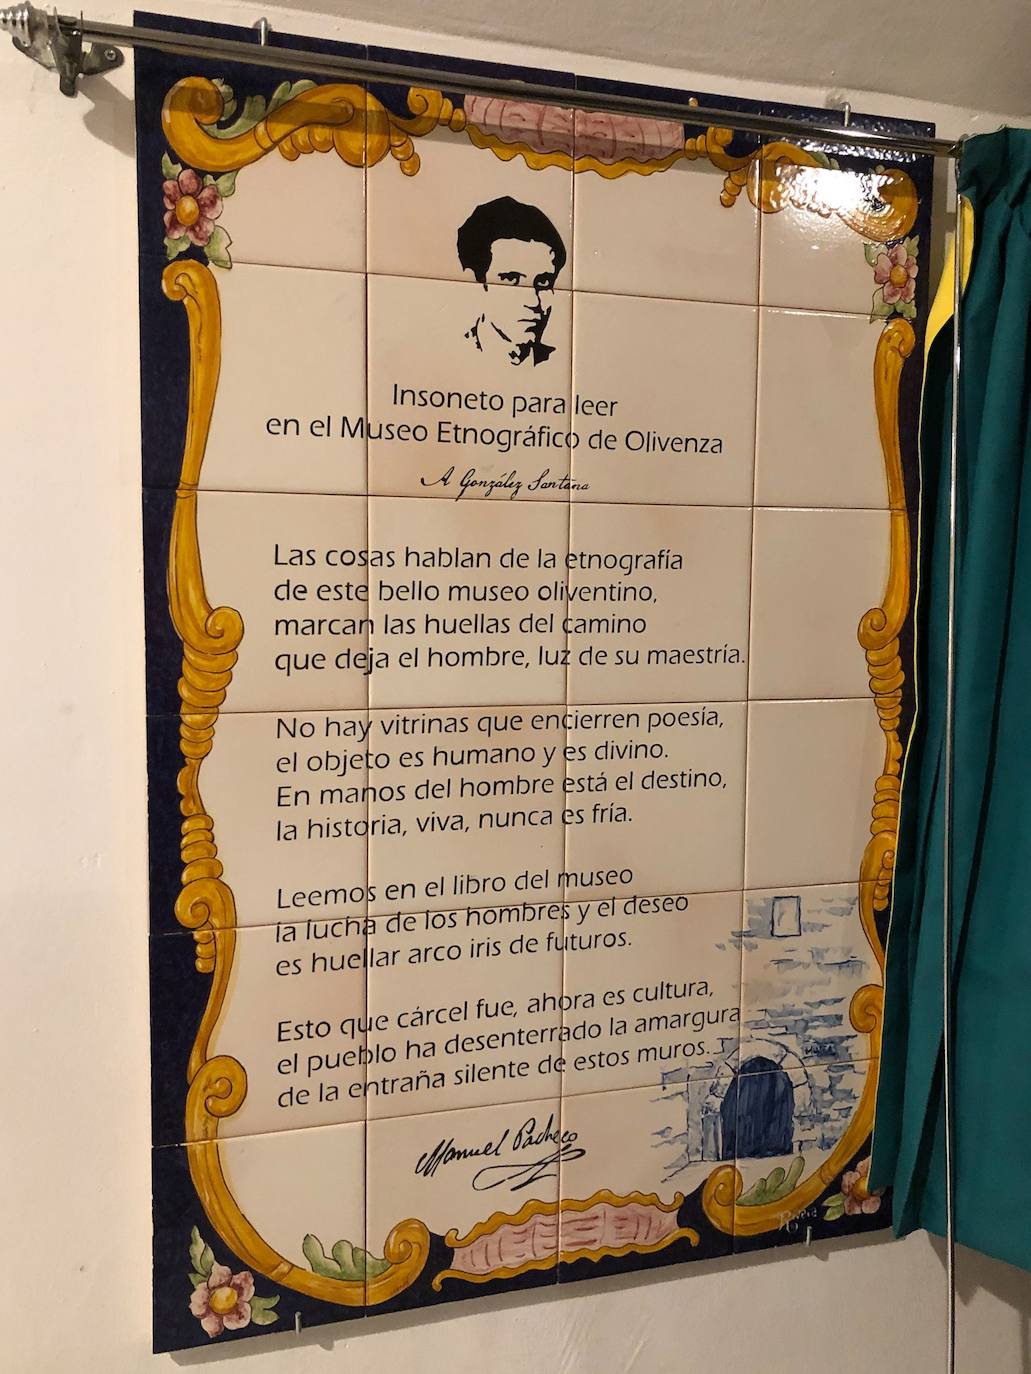 Insoneto para leer
en el Museo Etnográfico de Olivenza
A González Santana
Las cosas hablan de la etnografía
de este bello museo oliventino,
marcan las huellas del camino
que deja el hombre, luz de su maestría.
No hay vitrinas que encierren poesía,
el objeto es humano y es divino.
En manos del hombre está el destino,
la historia, viva, nunca es fría.
Leemos en el libro del museo
la lucha de los hombres y el deseo
es huellar arco iris de futuros.
Esto que cárcel fue, ahora es cultura,
el pueblo ha desenterrado la amargura
de la entraña silente de estos muros.
Manuel Pacheco